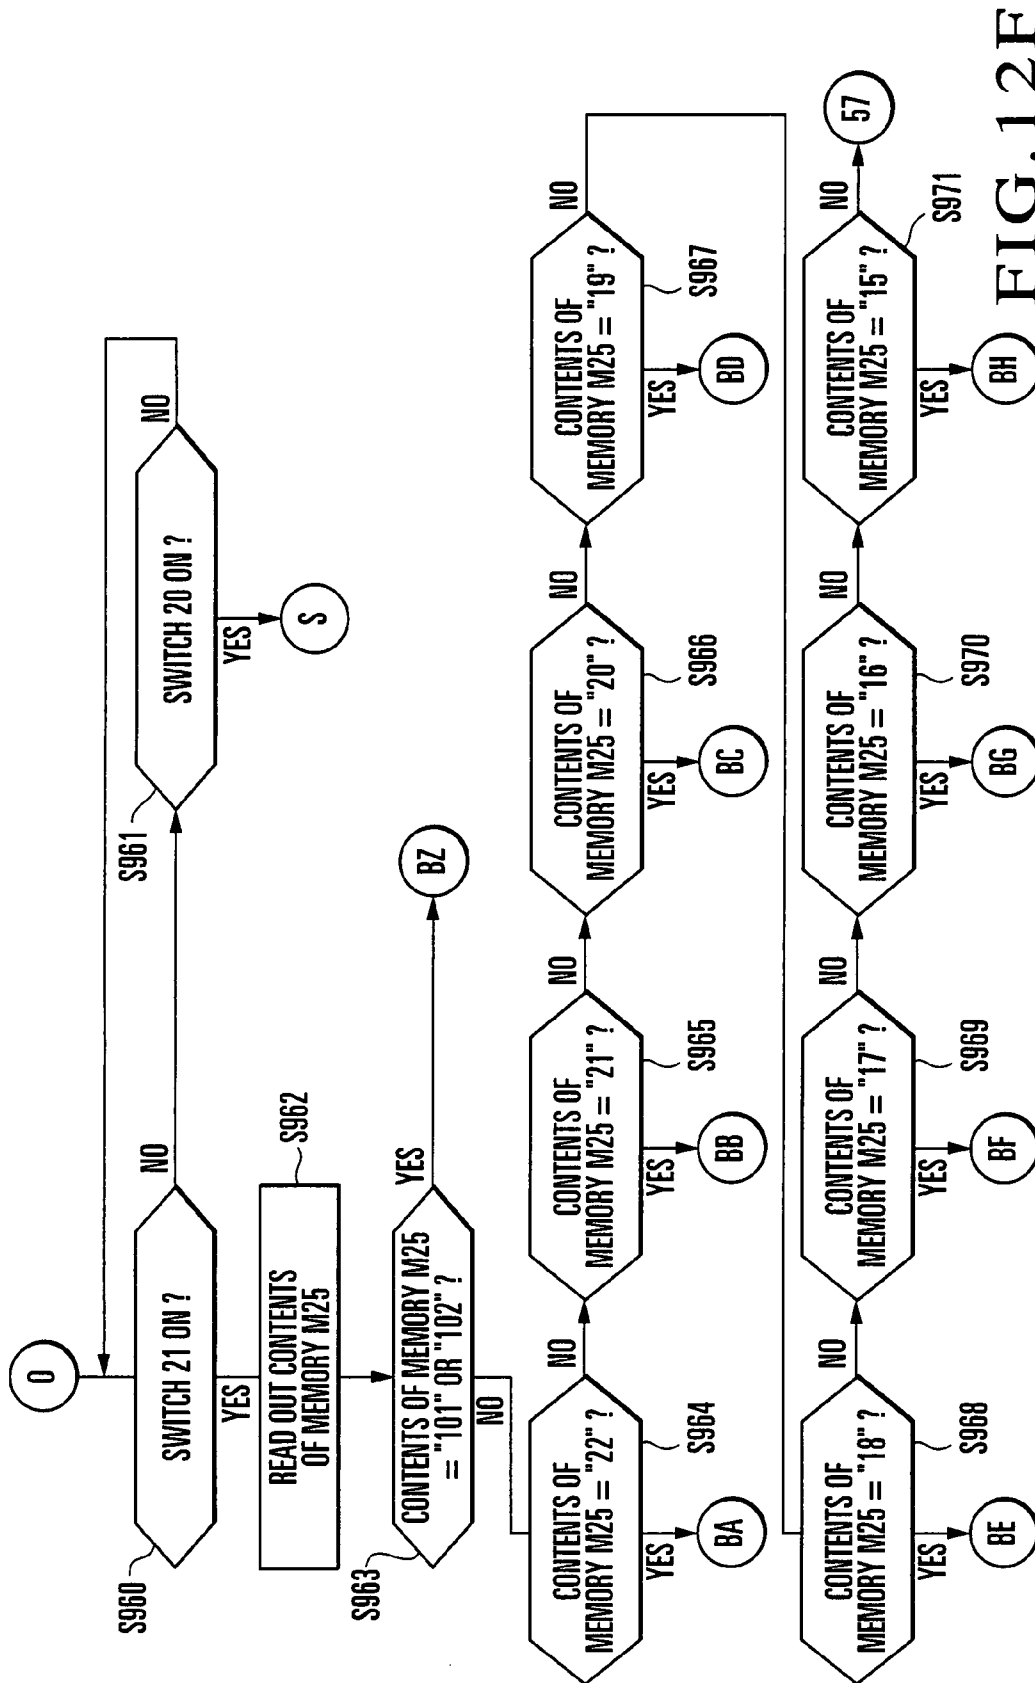 O
S960
SWITCH 21 ON ?
NO
YES
S961
SWITCH 20 ON ?
NO
YES
S
S962
READ OUT CONTENTS
OF MEMORY M25
S963
CONTENTS OF MEMORY M25
= "101" OR "102" ?
YES
BZ
NO
CONTENTS OF
MEMORY M25 = "22" ?
S964
NO
YES
BA
CONTENTS OF
MEMORY M25 = "21" ?
S965
NO
YES
BB
CONTENTS OF
MEMORY M25 = "20" ?
S966
NO
YES
BC
CONTENTS OF
MEMORY M25 = "19" ?
S967
NO
YES
BD
CONTENTS OF
MEMORY M25 = "18" ?
S968
NO
YES
BE
CONTENTS OF
MEMORY M25 = "17" ?
S969
NO
YES
BF
CONTENTS OF
MEMORY M25 = "16" ?
S970
NO
YES
BG
CONTENTS OF
MEMORY M25 = "15" ?
S971
NO
57
YES
BH